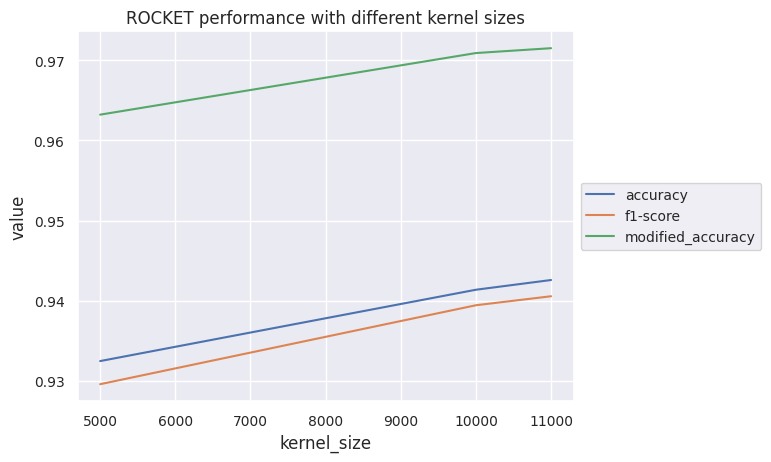 ROCKET performance with different kernel sizes
value
0.97
0.96
0.95
0.94
0.93
5000 6000 7000 8000 9000 10000 11000
kernel_size
accuracy
f1-score
modified_accuracy